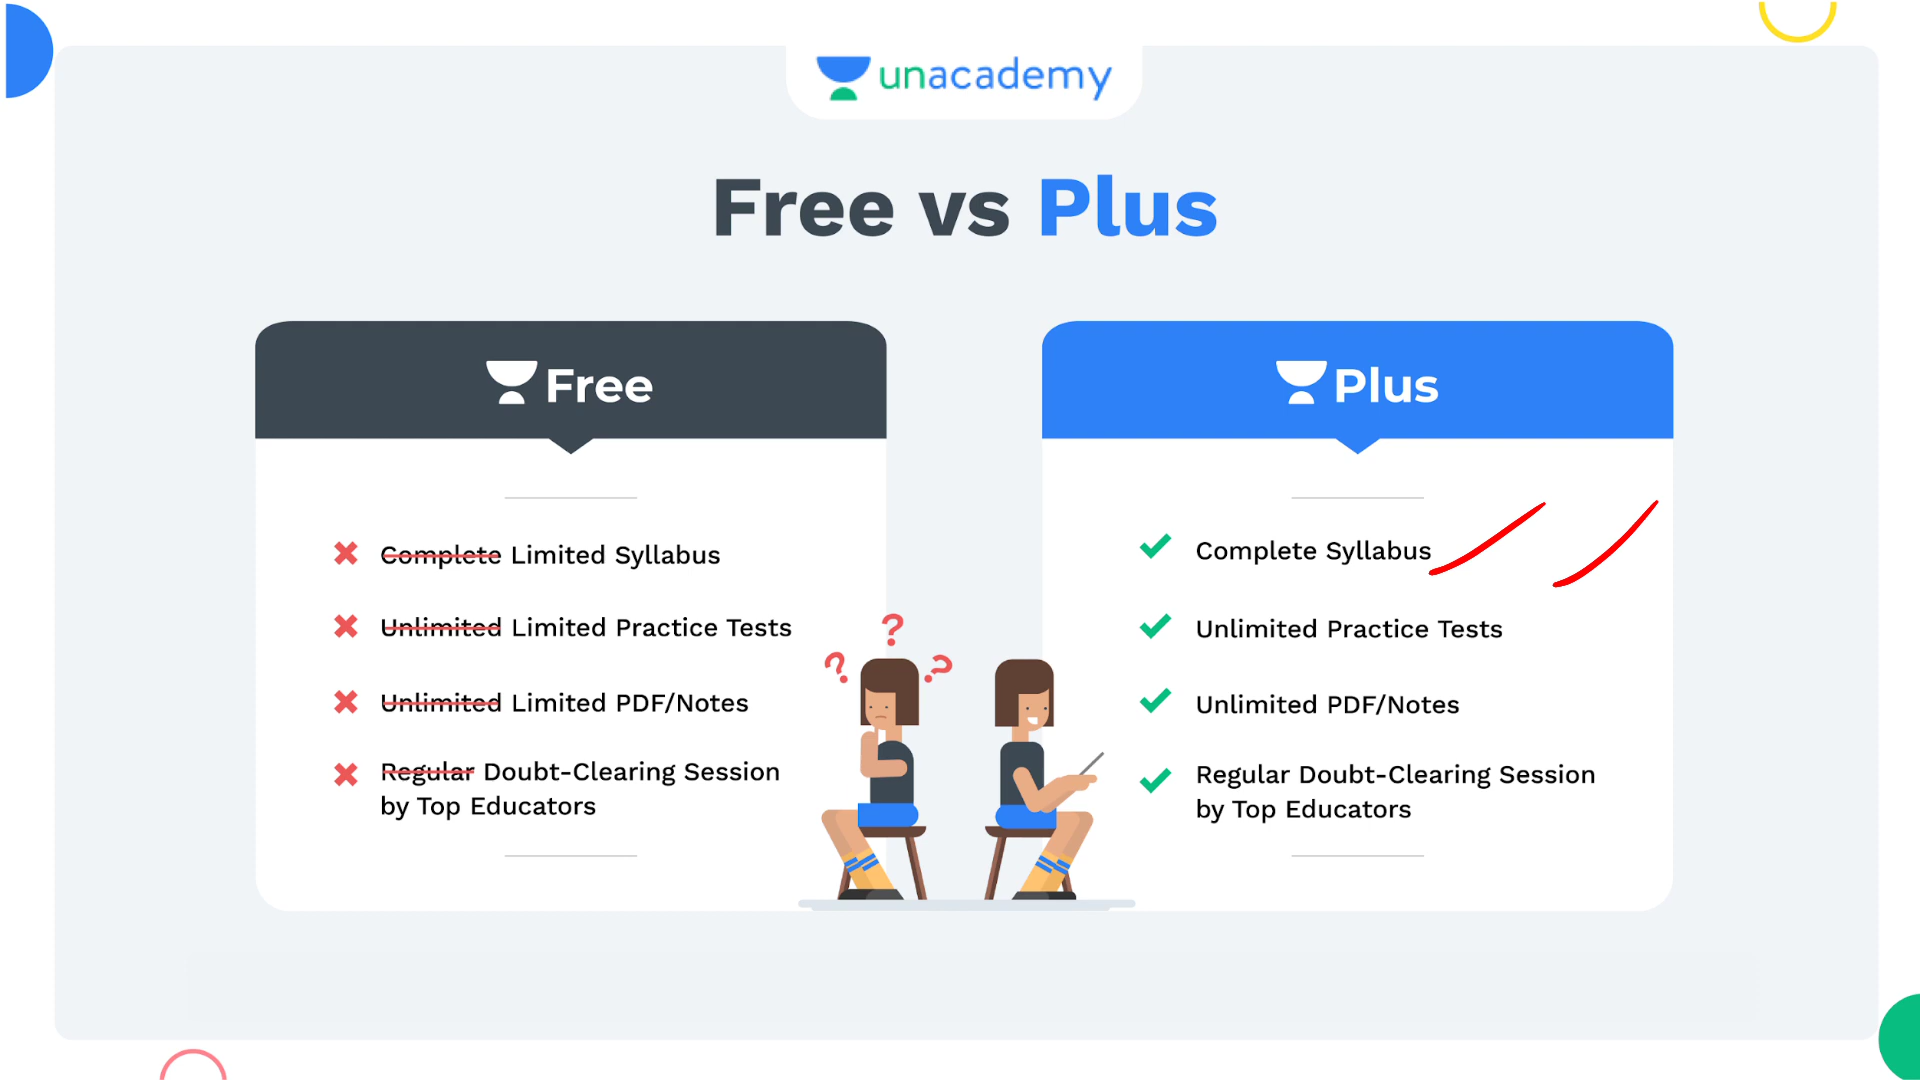 unacademy
Free vs Plus
Free
Complete Limited Syllabus
Unlimited Limited Practice Tests
Unlimited Limited PDF/Notes
Regular Doubt-Clearing Session
by Top Educators
? ? ?
Plus
Complete Syllabus
Unlimited Practice Tests
Unlimited PDF/Notes
Regular Doubt-Clearing Session
by Top Educators